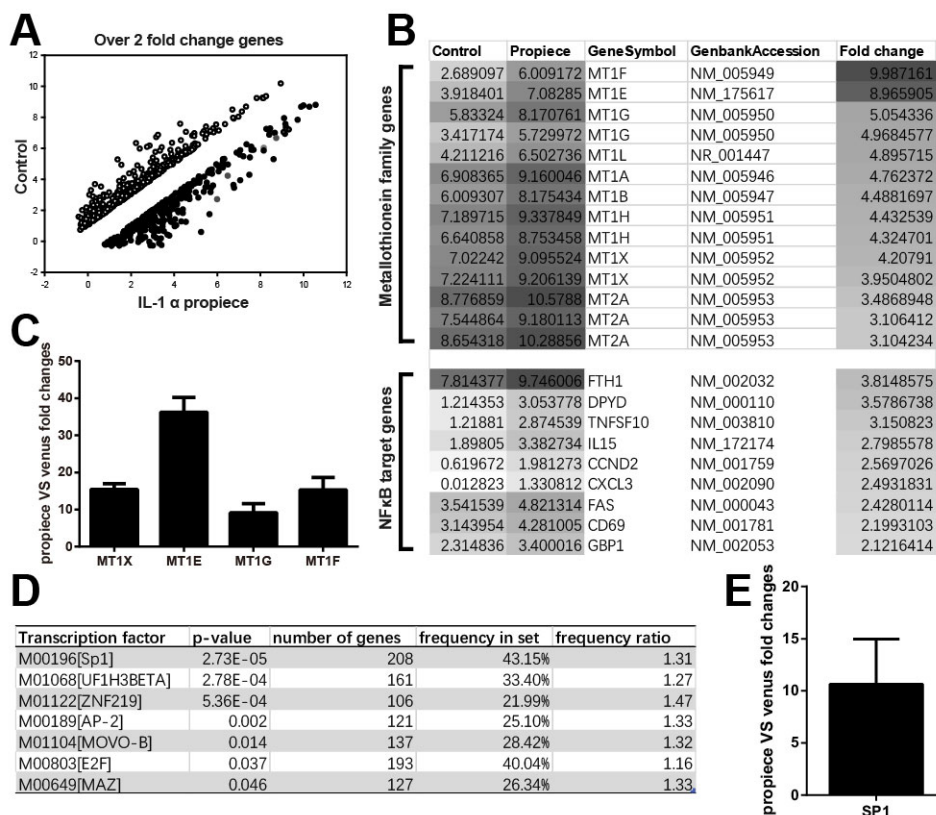 A
Over 2 fold change genes
Control
12
10
8
6
4
2
0
-2
-2 0 2 4 6 8 10 12
IL-1 α propiece
B
Control Propiece GeneSymbol GenbankAccession Fold change
Metallothionein family genes
2.689097 6.009172 MT1F NM_005949 9.987161
3.918401 7.08285 MT1E NM_175617 8.965905
5.83324 8.170761 MT1G NM_005950 5.054336
3.417174 5.729972 MT1G NM_005950 4.9684577
4.211216 6.502736 MT1L NR_001447 4.895715
6.908365 9.160046 MT1A NM_005946 4.762372
6.009307 8.175434 MT1B NM_005947 4.4881697
7.189715 9.337849 MT1H NM_005951 4.432539
6.640858 8.753458 MT1H NM_005951 4.324701
7.02242 9.095524 MT1X NM_005952 4.20791
7.224111 9.206139 MT1X NM_005952 3.9504802
8.776859 10.5788 MT2A NM_005953 3.4868948
7.544864 9.180113 MT2A NM_005953 3.106412
8.654318 10.28856 MT2A NM_005953 3.104234
NFκB target genes
7.814377 9.746006 FTH1 NM_002032 3.8148575
1.214353 3.053778 DPYD NM_000110 3.5786738
1.21881 2.874539 TNFSF10 NM_003810 3.150823
1.89805 3.382734 IL15 NM_172174 2.7985578
0.619672 1.981273 CCND2 NM_001759 2.5697026
0.012823 1.330812 CXCL3 NM_002090 2.4931831
3.541539 4.821314 FAS NM_000043 2.4280114
3.143954 4.281005 CD69 NM_001781 2.1993103
2.314836 3.400016 GBP1 NM_002053 2.1216414
C
propiece VS venus fold changes
50
40
30
20
10
0
MT1X MT1E MT1G MT1F
D
Transcription factor p-value number of genes frequency in set frequency ratio
M00196[Sp1] 2.73E-05 208 43.15% 1.31
M01068[UF1H3BETA] 2.78E-04 161 33.40% 1.27
M01122[ZNF219] 5.36E-04 106 21.99% 1.47
M00189[AP-2] 0.002 121 25.10% 1.33
M01104[MOVO-B] 0.014 137 28.42% 1.32
M00803[E2F] 0.037 193 40.04% 1.16
M00649[MAZ] 0.046 127 26.34% 1.33
E
propiece VS venus fold changes
20
15
10
5
0
SP1